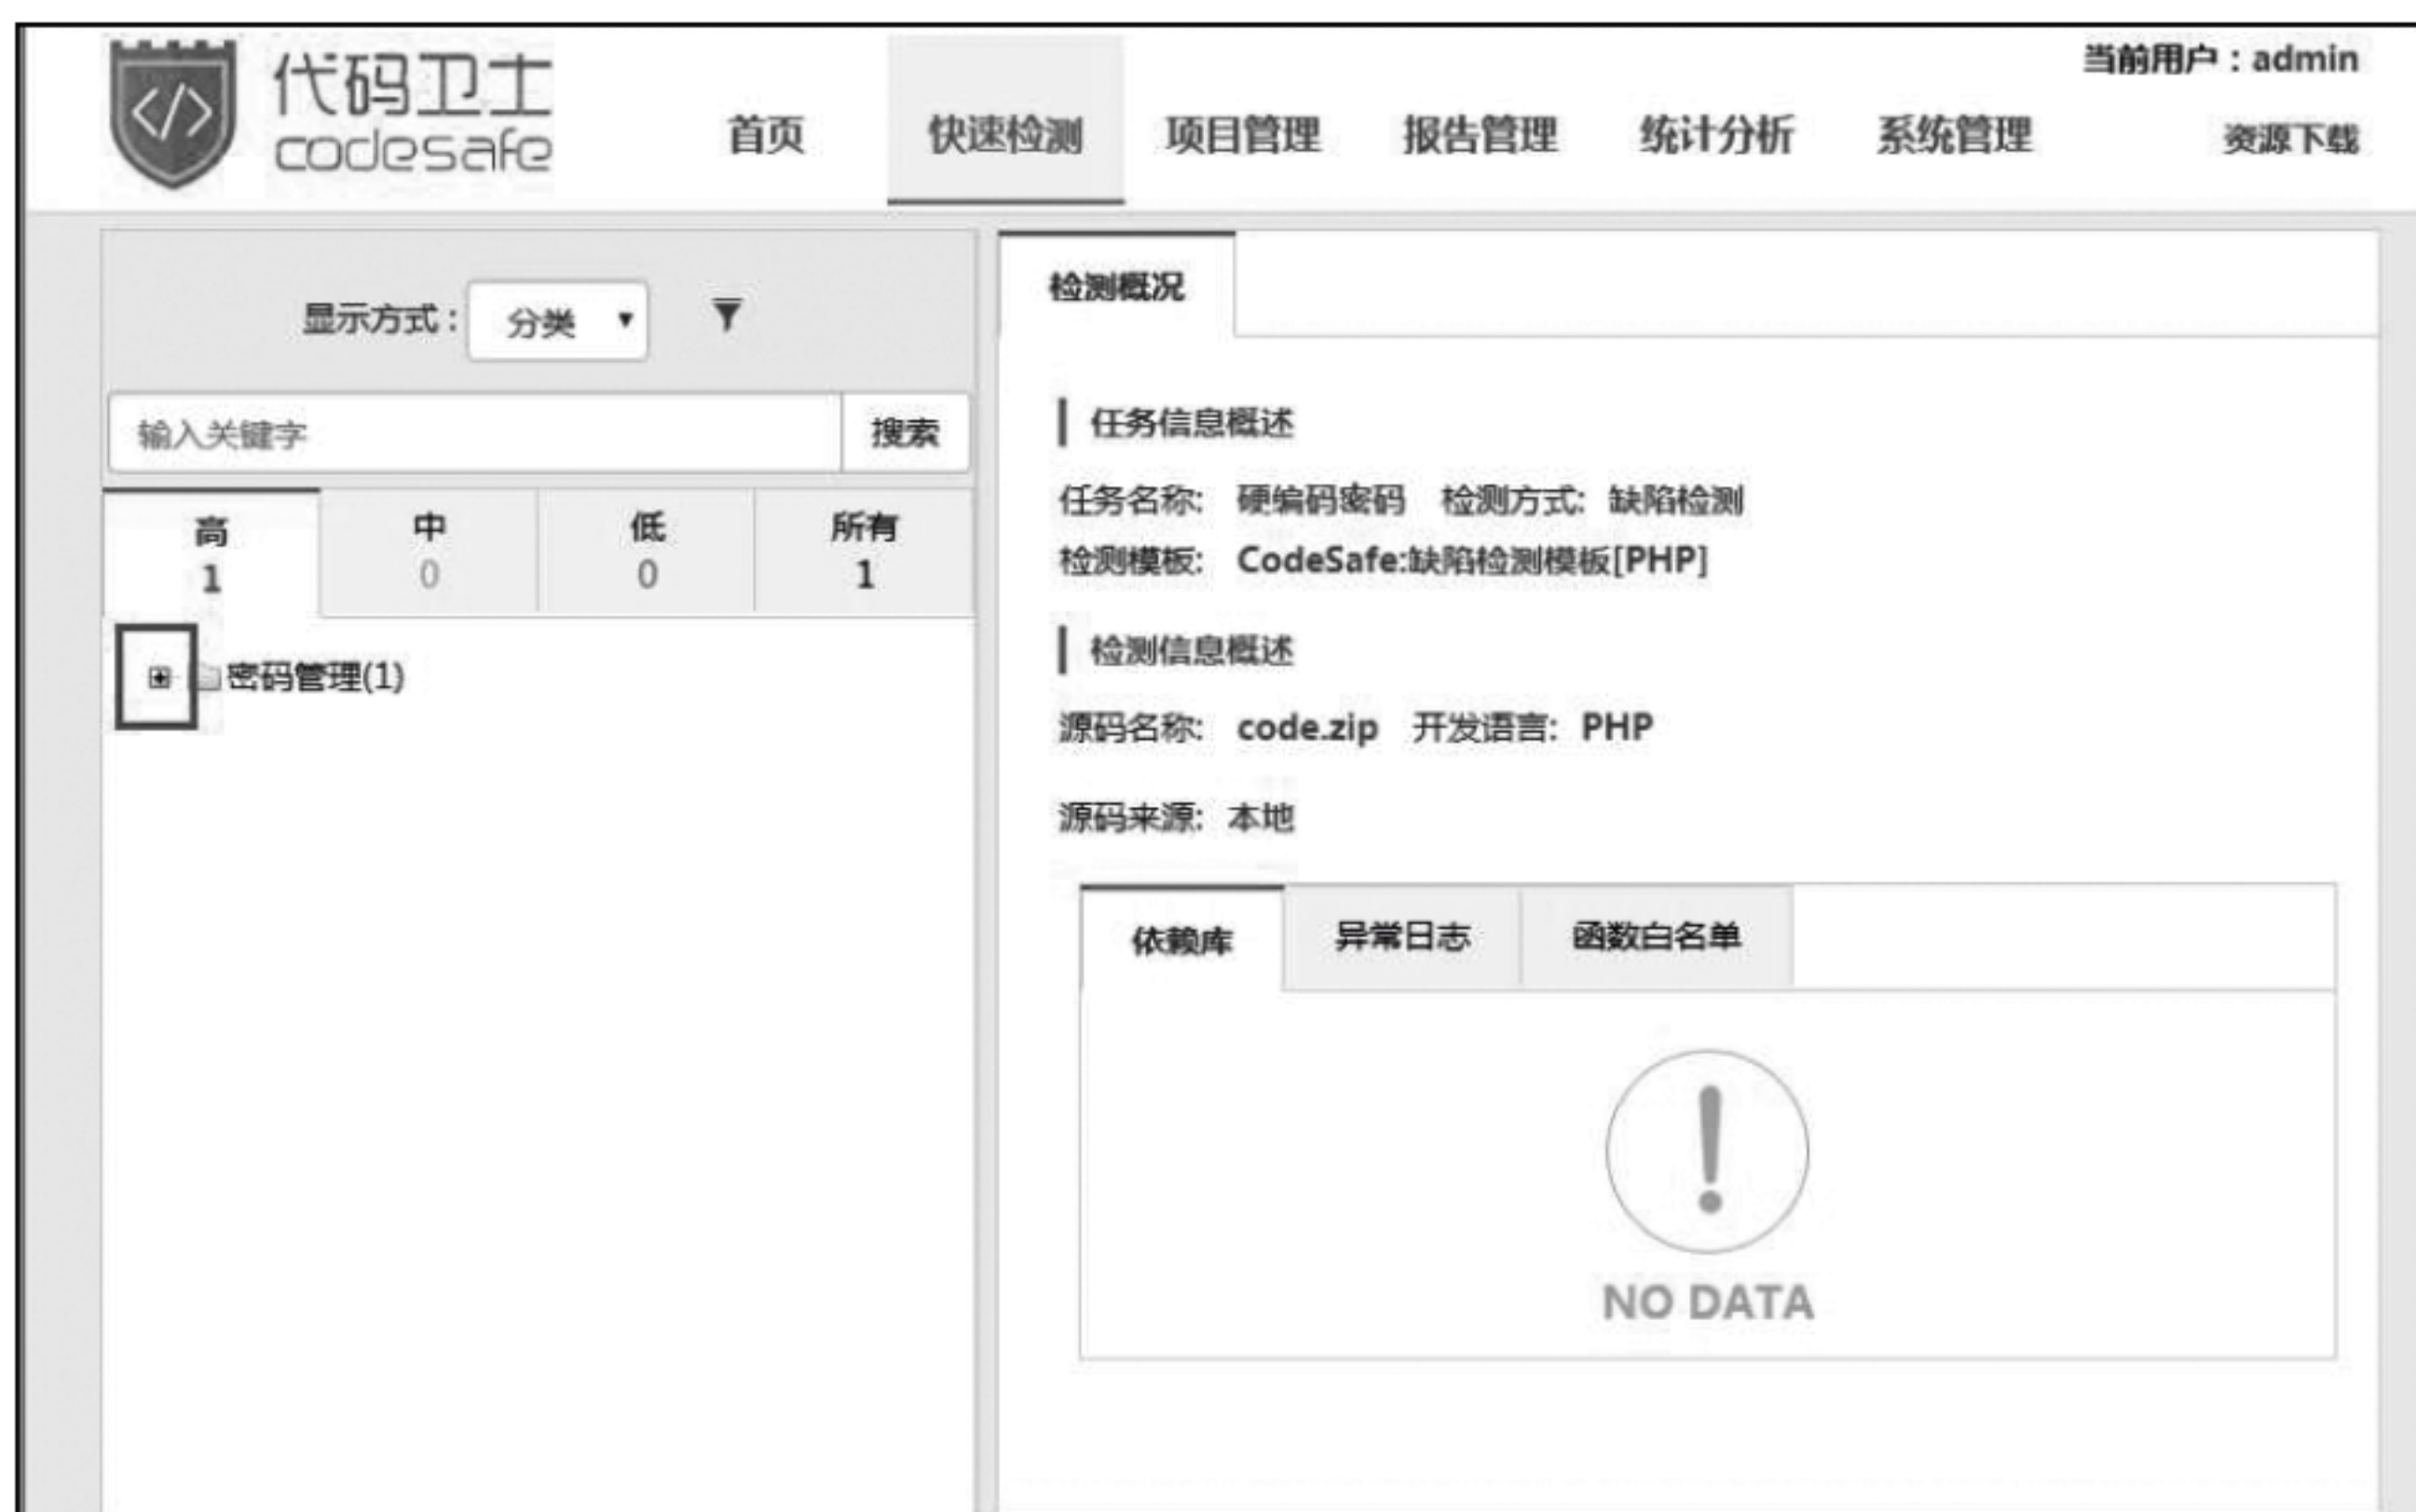 当前用户：admin
代码卫士
codesafe
首页 快速检测 项目管理 报告管理 统计分析 系统管理 资源下载
显示方式： 分类
输入关键字 搜索
高 中 低 所有
1 0 0 1
密码管理(1)
检测概况
任务信息概述
任务名称: 硬编码密码 检测方式: 缺陷检测
检测模板: CodeSafe:缺陷检测模板[PHP]
检测信息概述
源码名称: code.zip 开发语言: PHP
源码来源: 本地
依赖库 异常日志 函数白名单
NO DATA